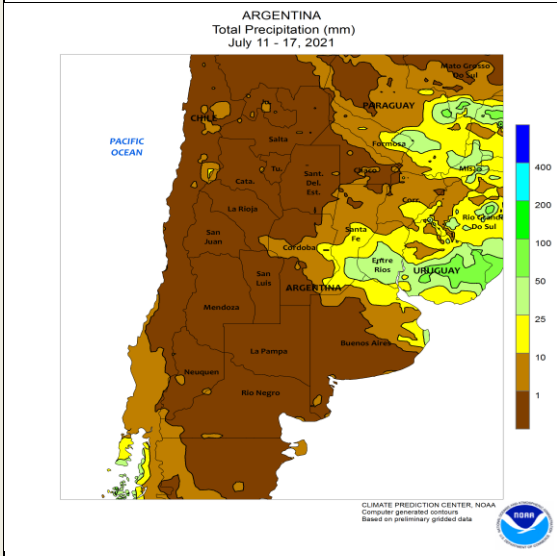 ARGENTINA
Total Precipitation (mm)
July 11 - 17, 2021
Mato Grosso
Do Sul
PARAGUAY
Ju.
CHILE
PACIFIC
OCEAN
Salta
Formosa
Tu.
Chaco
Misio
Cata.
Sant.
Del.
Est.
Corr.
La Rioja
Rio Grande
Do Sul
San
Juan
Santa
Fe
Cordoba
Entre
Rios
URUGUAY
San
Luis
ARGENTINA
Mendoza
Buenos Aires
La Pampa
Neuquen
Rio Negro
400
200
100
50
25
10
1
CLIMATE PREDICTION CENTER, NOAA
Computer generated contours
Based on preliminary gridded data
NOAA